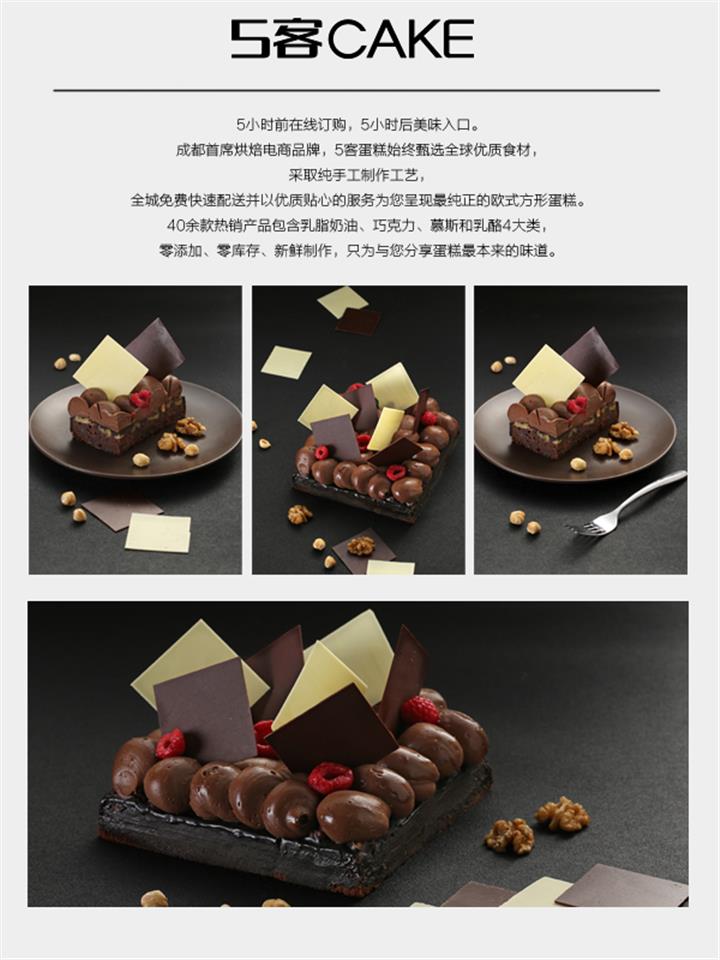 5客CAKE
5小时前在线订购，5小时后美味入口。
成都首席烘焙电商品牌，5客蛋糕始终甄选全球优质食材，
采取纯手工制作工艺，
全城免费快速配送并以优质贴心的服务为您呈现最纯正的欧式方形蛋糕。
40余款热销产品包含乳脂奶油、巧克力、慕斯和乳酪4大类，
零添加、零库存、新鲜制作，只为与您分享蛋糕最本来的味道。